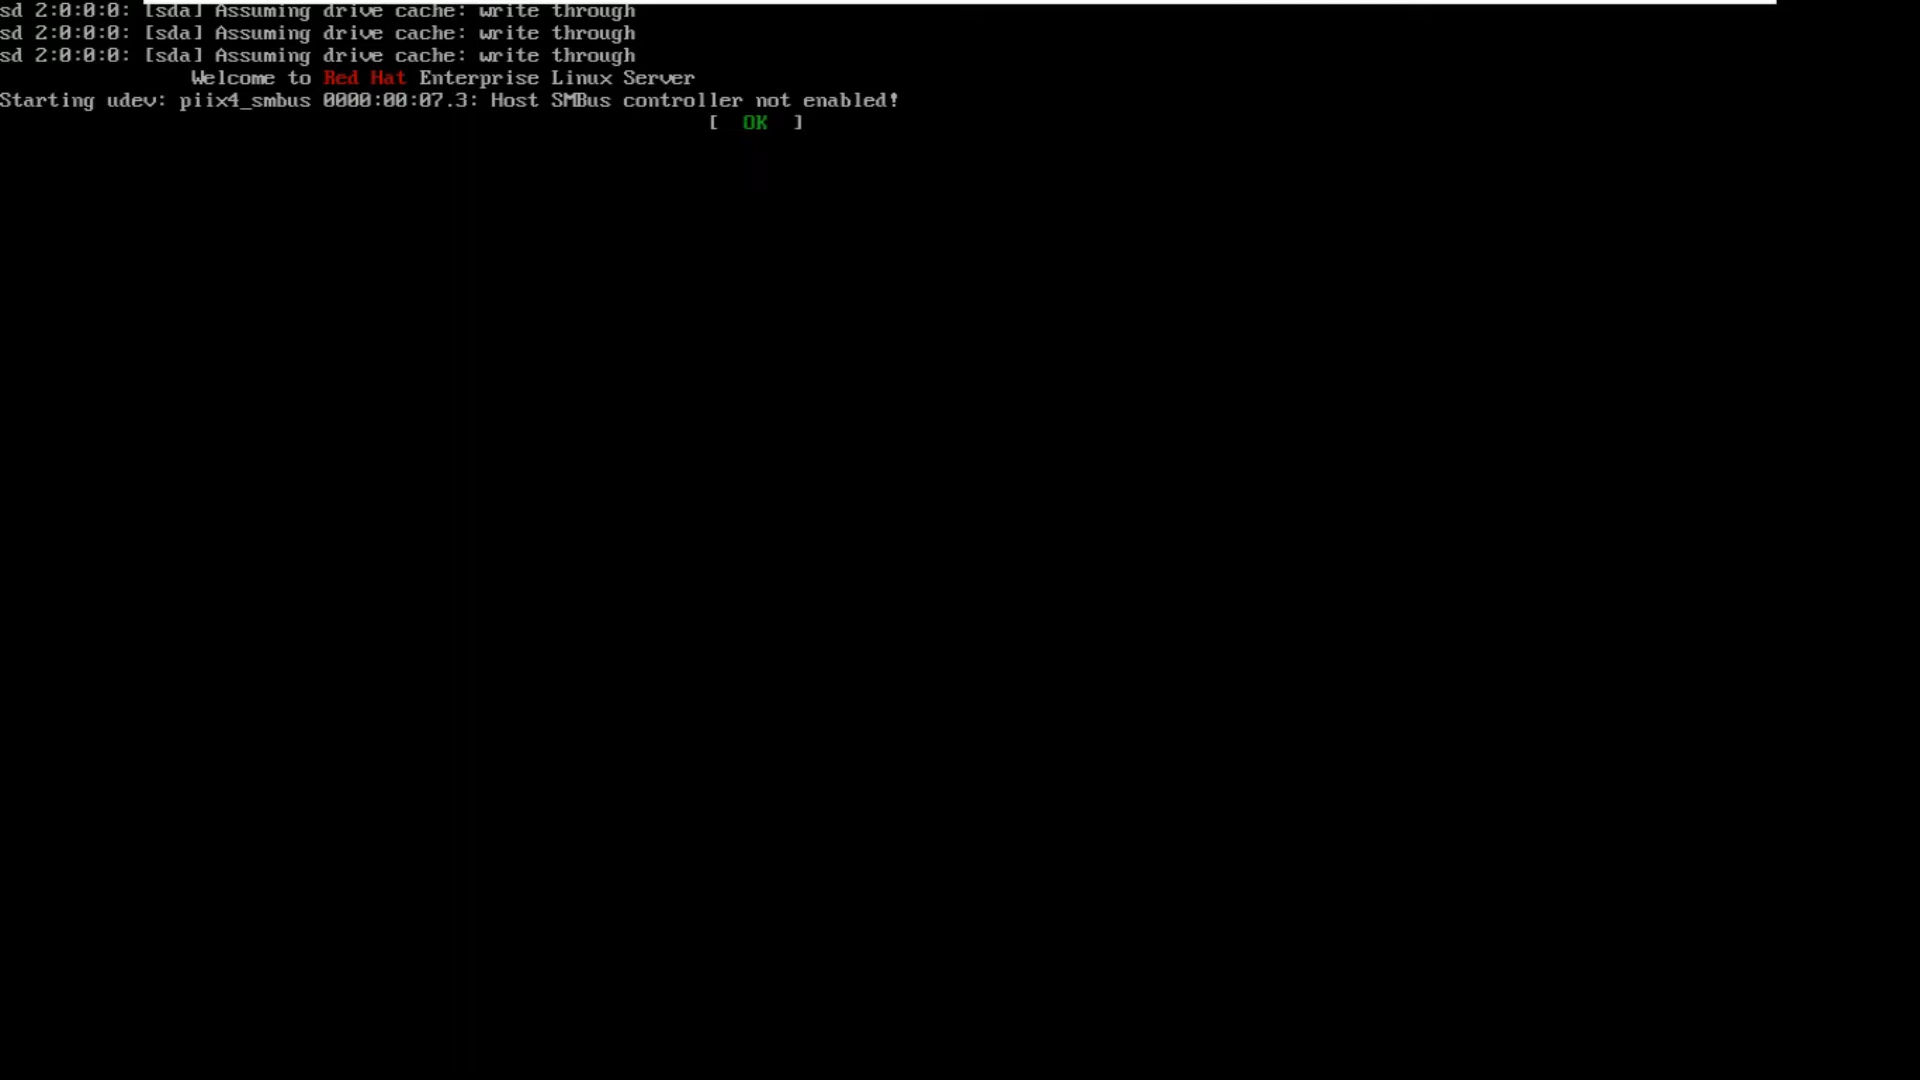 sd 2:0:0:0: [sda] Assuming drive cache: write through
sd 2:0:0:0: [sda] Assuming drive cache: write through
sd 2:0:0:0: [sda] Assuming drive cache: write through
Welcome to Red Hat Enterprise Linux Server
Starting udev: piix4_smbus 0000:00:07.3: Host SMBus controller not enabled!
[  OK  ]